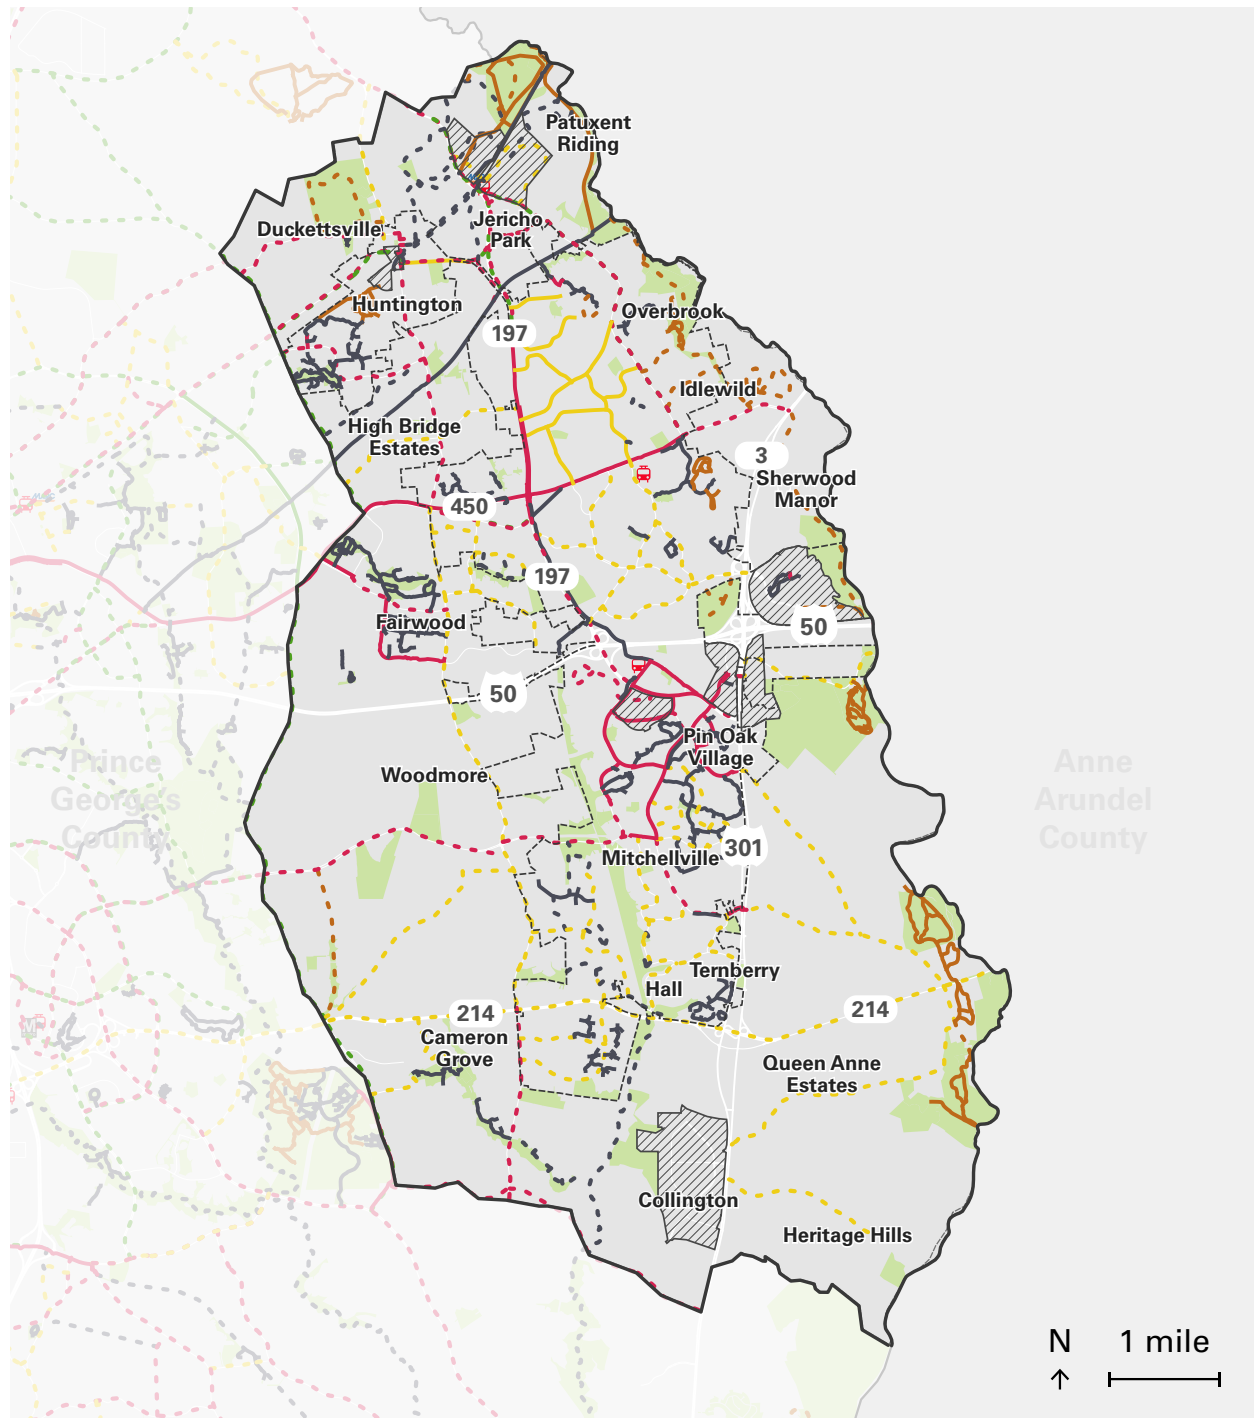 Patuxent
Riding
Duckettsville
Jericho
Park
Huntington
Overbrook
197
Idlewild
High Bridge
Estates
3
Sherwood
Manor
450
197
Fairwood
50
50
Pin Oak
Village
Prince
George's
County
Woodmore
Anne
Arundel
County
Mitchellville
301
Ternberry
Hall
214
214
Cameron
Grove
Queen Anne
Estates
Collington
Heritage Hills
N
1 mile